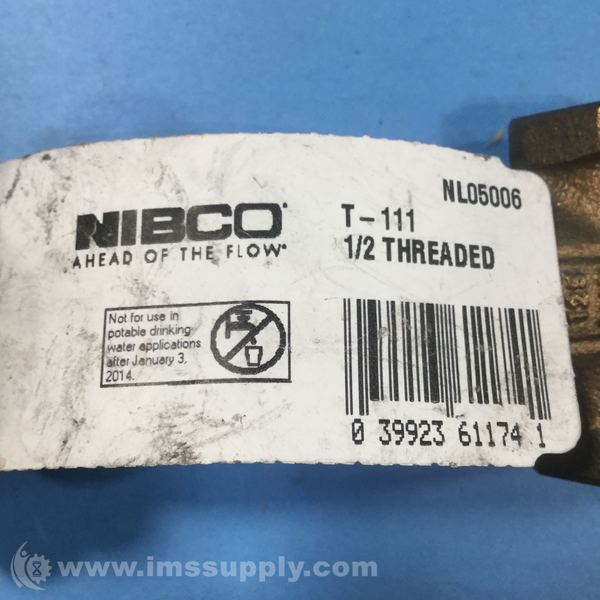 NL05006
NIBCO®
AHEAD OF THE FLOW®
T-111
1/2 THREADED
Not for use in
potable drinking
water applications
after January 3,
2014.
0 39923 61174 1
www.imssupply.com